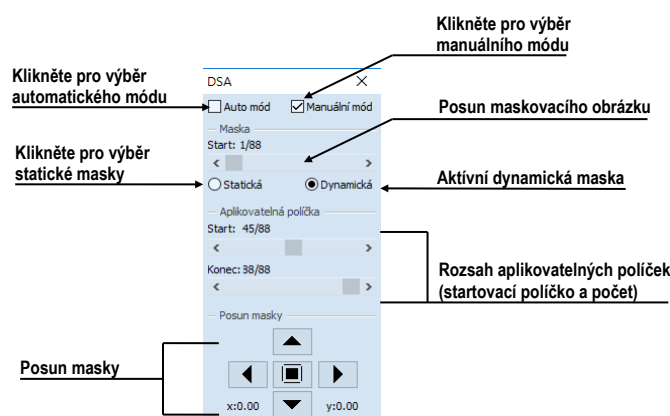 Klikněte pro výběr
manuálního módu
Klikněte pro výběr
automatického módu
DSA
Auto mód
Manuální mód
Posun maskovacího obrázku
Maska
Start: 1/88
Klikněte pro výběr
statické masky
Statická
Dynamická
Aktívní dynamická maska
Aplikovatelná políčka
Start: 45/88
Konec: 38/88
Rozsah aplikovatelných políček
(startovací políčko a počet)
Posun masky
Posun masky
x:0.00
y:0.00